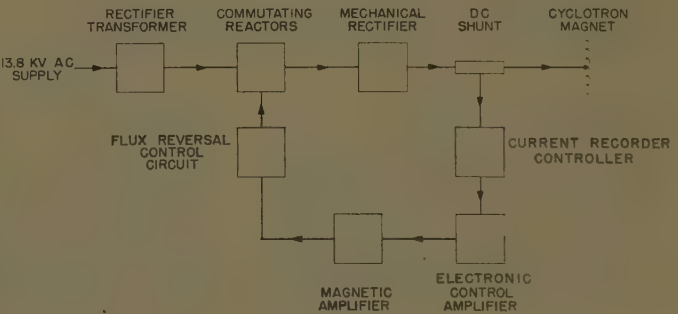 RECTIFIER
TRANSFORMER
COMMUTATING
REACTORS
MECHANICAL
RECTIFIER
DC
SHUNT
CYCLOTRON
MAGNET
13.8 KV AC
SUPPLY
FLUX REVERSAL
CONTROL
CIRCUIT
CURRENT RECORDER
CONTROLLER
MAGNETIC
AMPLIFIER
ELECTRONIC
CONTROL
AMPLIFIER